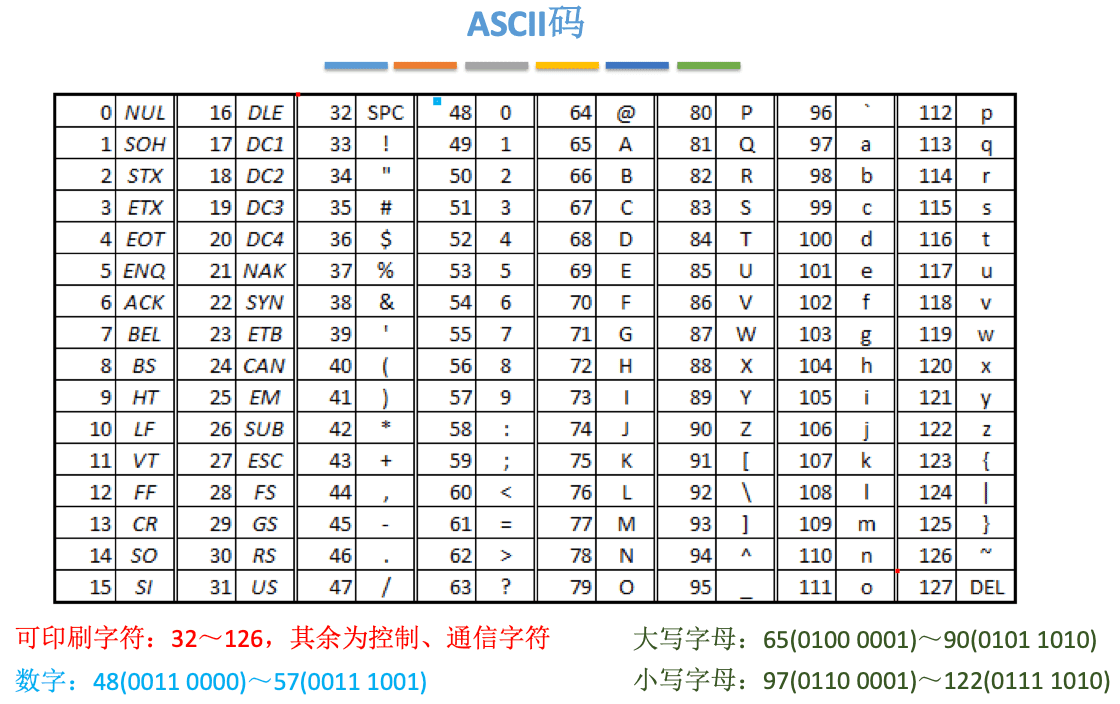 ASCII码
0 NUL 16 DLE 32 SPC 48 0 64 @ 80 P 96 ` 112 p
1 SOH 17 DC1 33 ! 49 1 65 A 81 Q 97 a 113 q
2 STX 18 DC2 34 " 50 2 66 B 82 R 98 b 114 r
3 ETX 19 DC3 35 # 51 3 67 C 83 S 99 c 115 s
4 EOT 20 DC4 36 $ 52 4 68 D 84 T 100 d 116 t
5 ENQ 21 NAK 37 % 53 5 69 E 85 U 101 e 117 u
6 ACK 22 SYN 38 & 54 6 70 F 86 V 102 f 118 v
7 BEL 23 ETB 39 ' 55 7 71 G 87 W 103 g 119 w
8 BS 24 CAN 40 ( 56 8 72 H 88 X 104 h 120 x
9 HT 25 EM 41 ) 57 9 73 I 89 Y 105 i 121 y
10 LF 26 SUB 42 * 58 : 74 J 90 Z 106 j 122 z
11 VT 27 ESC 43 + 59 ; 75 K 91 [ 107 k 123 {
12 FF 28 FS 44 , 60 < 76 L 92 \ 108 l 124 |
13 CR 29 GS 45 - 61 = 77 M 93 ] 109 m 125 }
14 SO 30 RS 46 . 62 > 78 N 94 ^ 110 n 126 ~
15 SI 31 US 47 / 63 ? 79 O 95 _ 111 o 127 DEL
可印刷字符：32～126，其余为控制、通信字符 大写字母：65(0100 0001)～90(0101 1010)
数字：48(0011 0000)～57(0011 1001) 小写字母：97(0110 0001)～122(0111 1010)